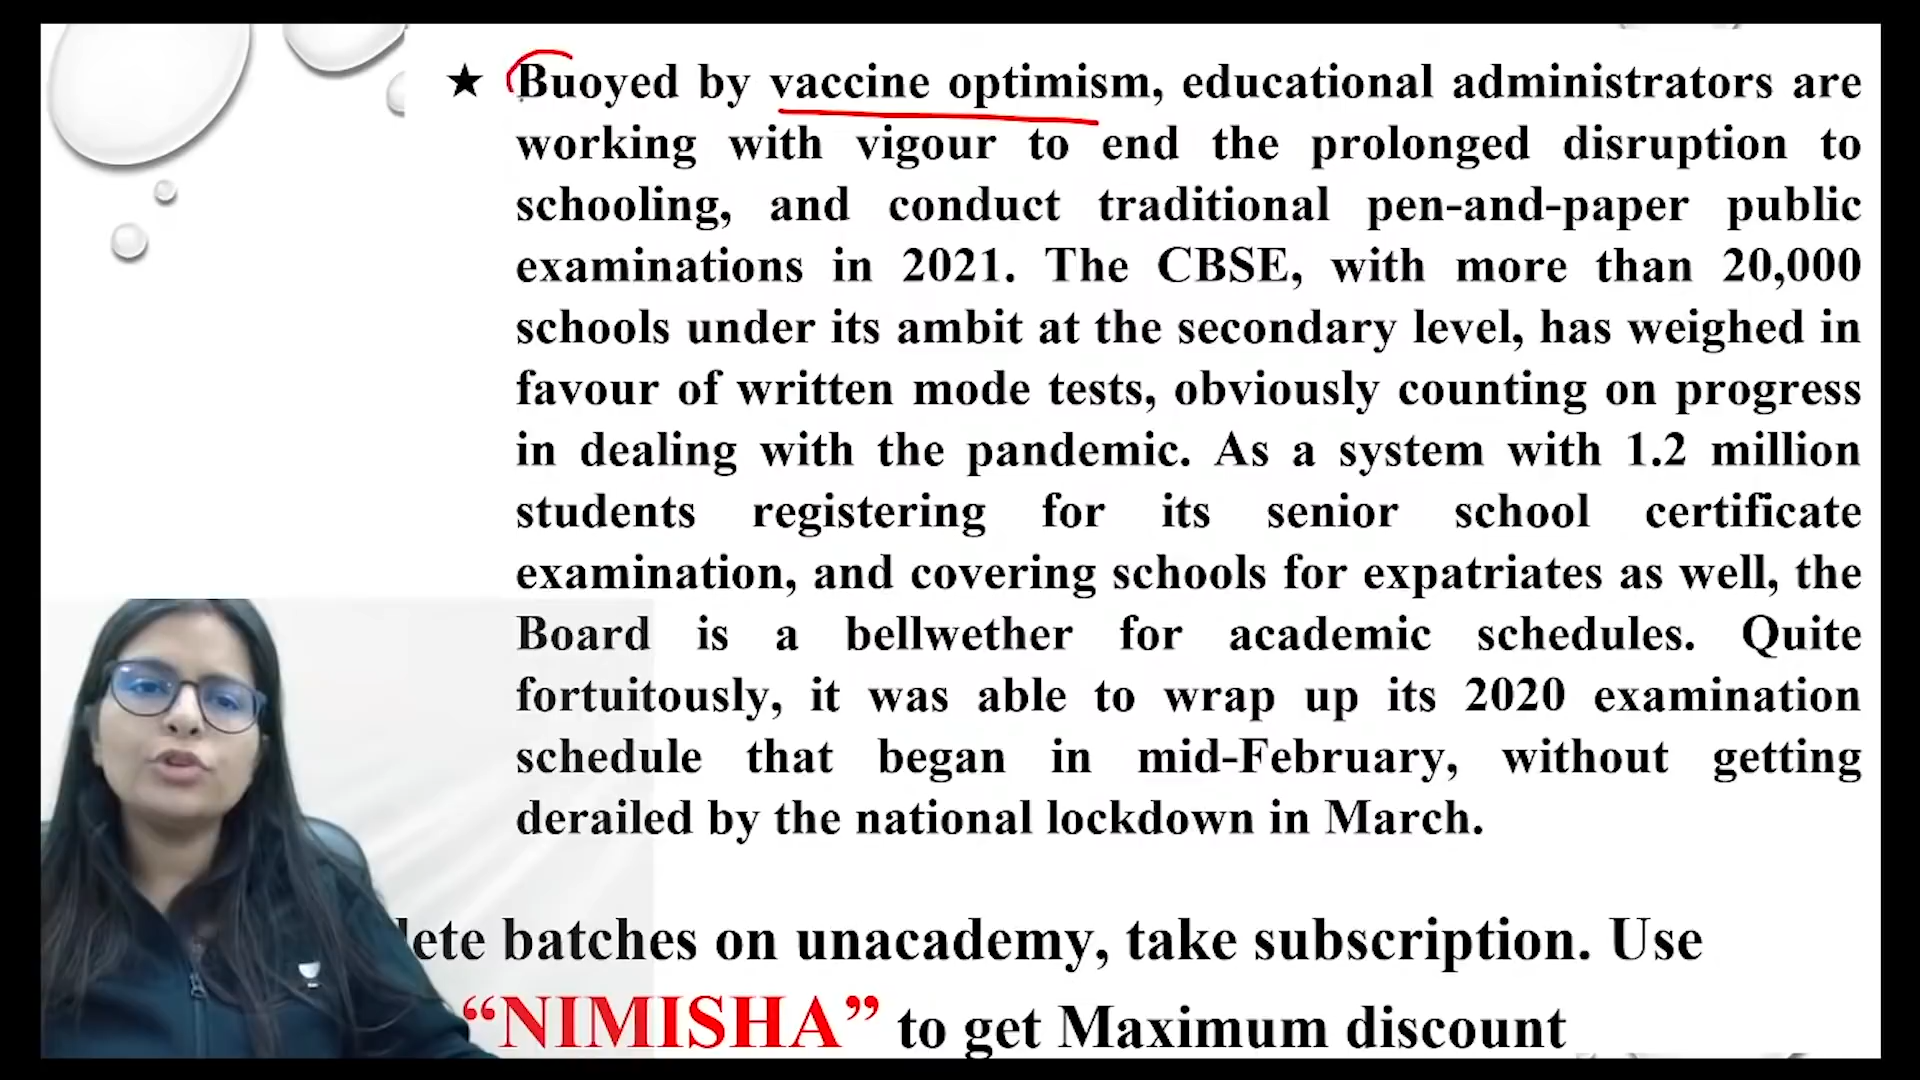 ★ Buoyed by vaccine optimism, educational administrators are
working with vigour to end the prolonged disruption to
schooling, and conduct traditional pen-and-paper public
examinations in 2021. The CBSE, with more than 20,000
schools under its ambit at the secondary level, has weighed in
favour of written mode tests, obviously counting on progress
in dealing with the pandemic. As a system with 1.2 million
students registering for its senior school certificate
examination, and covering schools for expatriates as well, the
Board is a bellwether for academic schedules. Quite
fortuitously, it was able to wrap up its 2020 examination
schedule that began in mid-February, without getting
derailed by the national lockdown in March.
batches on unacademy, take subscription. Use
“NIMISHA” to get Maximum discount